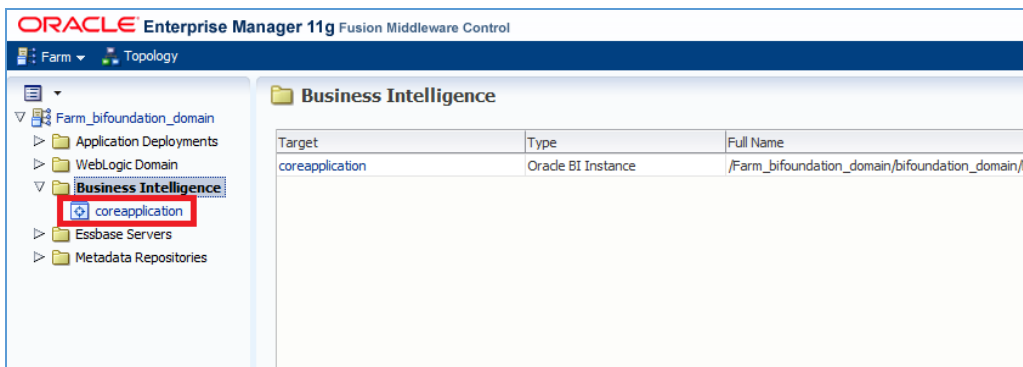 ORACLE Enterprise Manager 11g Fusion Middleware Control
Farm Topology
Farm_bifoundation_domain
Application Deployments
WebLogic Domain
Business Intelligence
coreapplication
Essbase Servers
Metadata Repositories
Business Intelligence
Target Type Full Name
coreapplication Oracle BI Instance /Farm_bifoundation_domain/bifoundation_domain/